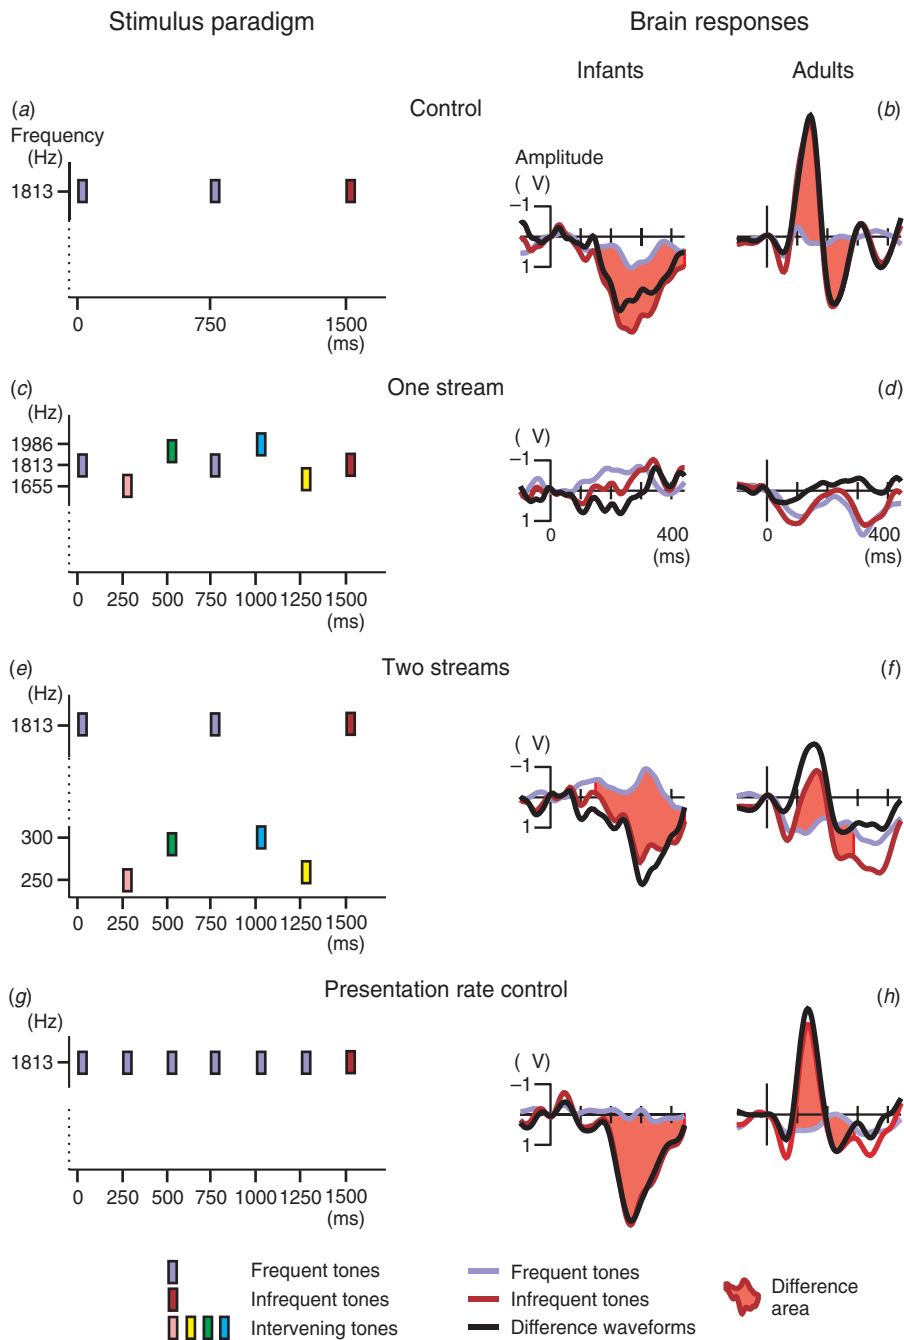 Stimulus paradigm
Brain responses
Infants
Adults
(a)
Control
(b)
Frequency
(Hz)
1813
0
750
1500
(ms)
Amplitude
( V)
−1
1
(c)
One stream
(d)
(Hz)
1986
1813
1655
0
250
500
750
1000
1250
1500
(ms)
( V)
−1
1
0
400
(ms)
0
400
(ms)
(e)
Two streams
(f)
(Hz)
1813
300
250
0
250
500
750
1000
1250
1500
(ms)
( V)
−1
1
(g)
Presentation rate control
(h)
(Hz)
1813
0
250
500
750
1000
1250
1500
(ms)
( V)
−1
1
Frequent tones
Infrequent tones
Intervening tones
Frequent tones
Infrequent tones
Difference waveforms
Difference
area